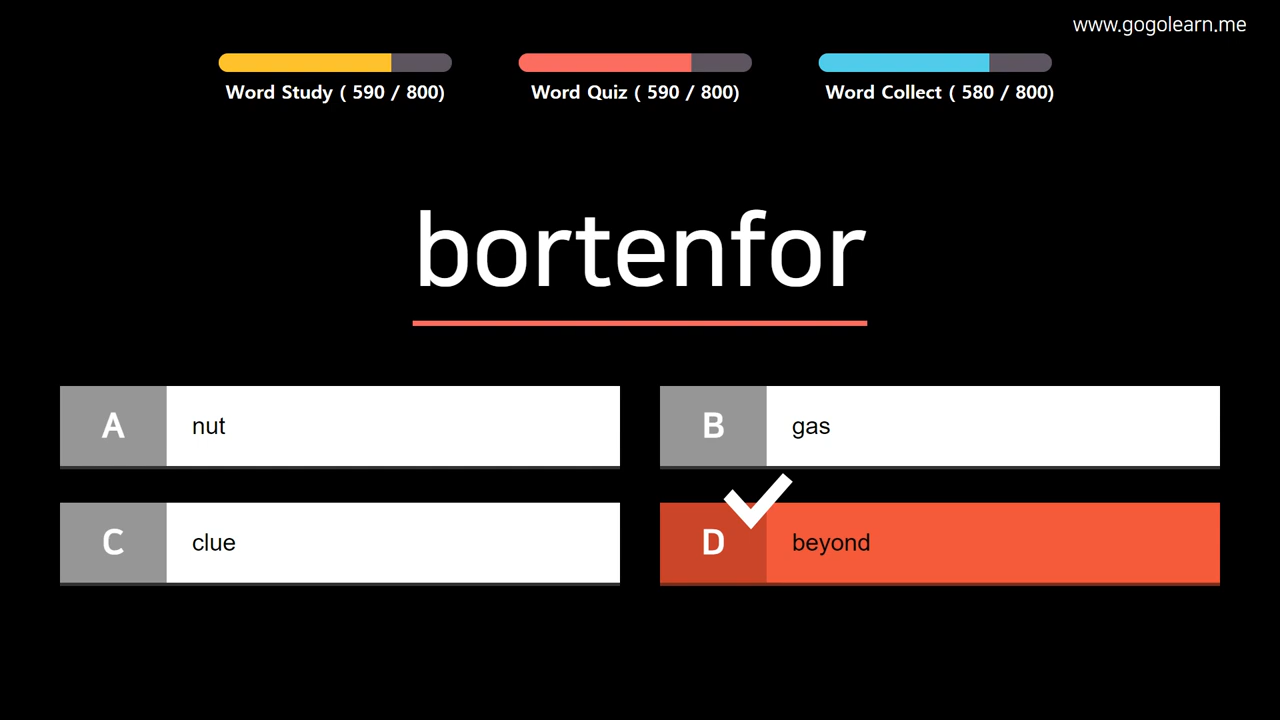 www.gogolearn.me
Word Study ( 590 / 800)
Word Quiz ( 590 / 800)
Word Collect ( 580 / 800)
bortenfor
A nut
B gas
C clue
D beyond